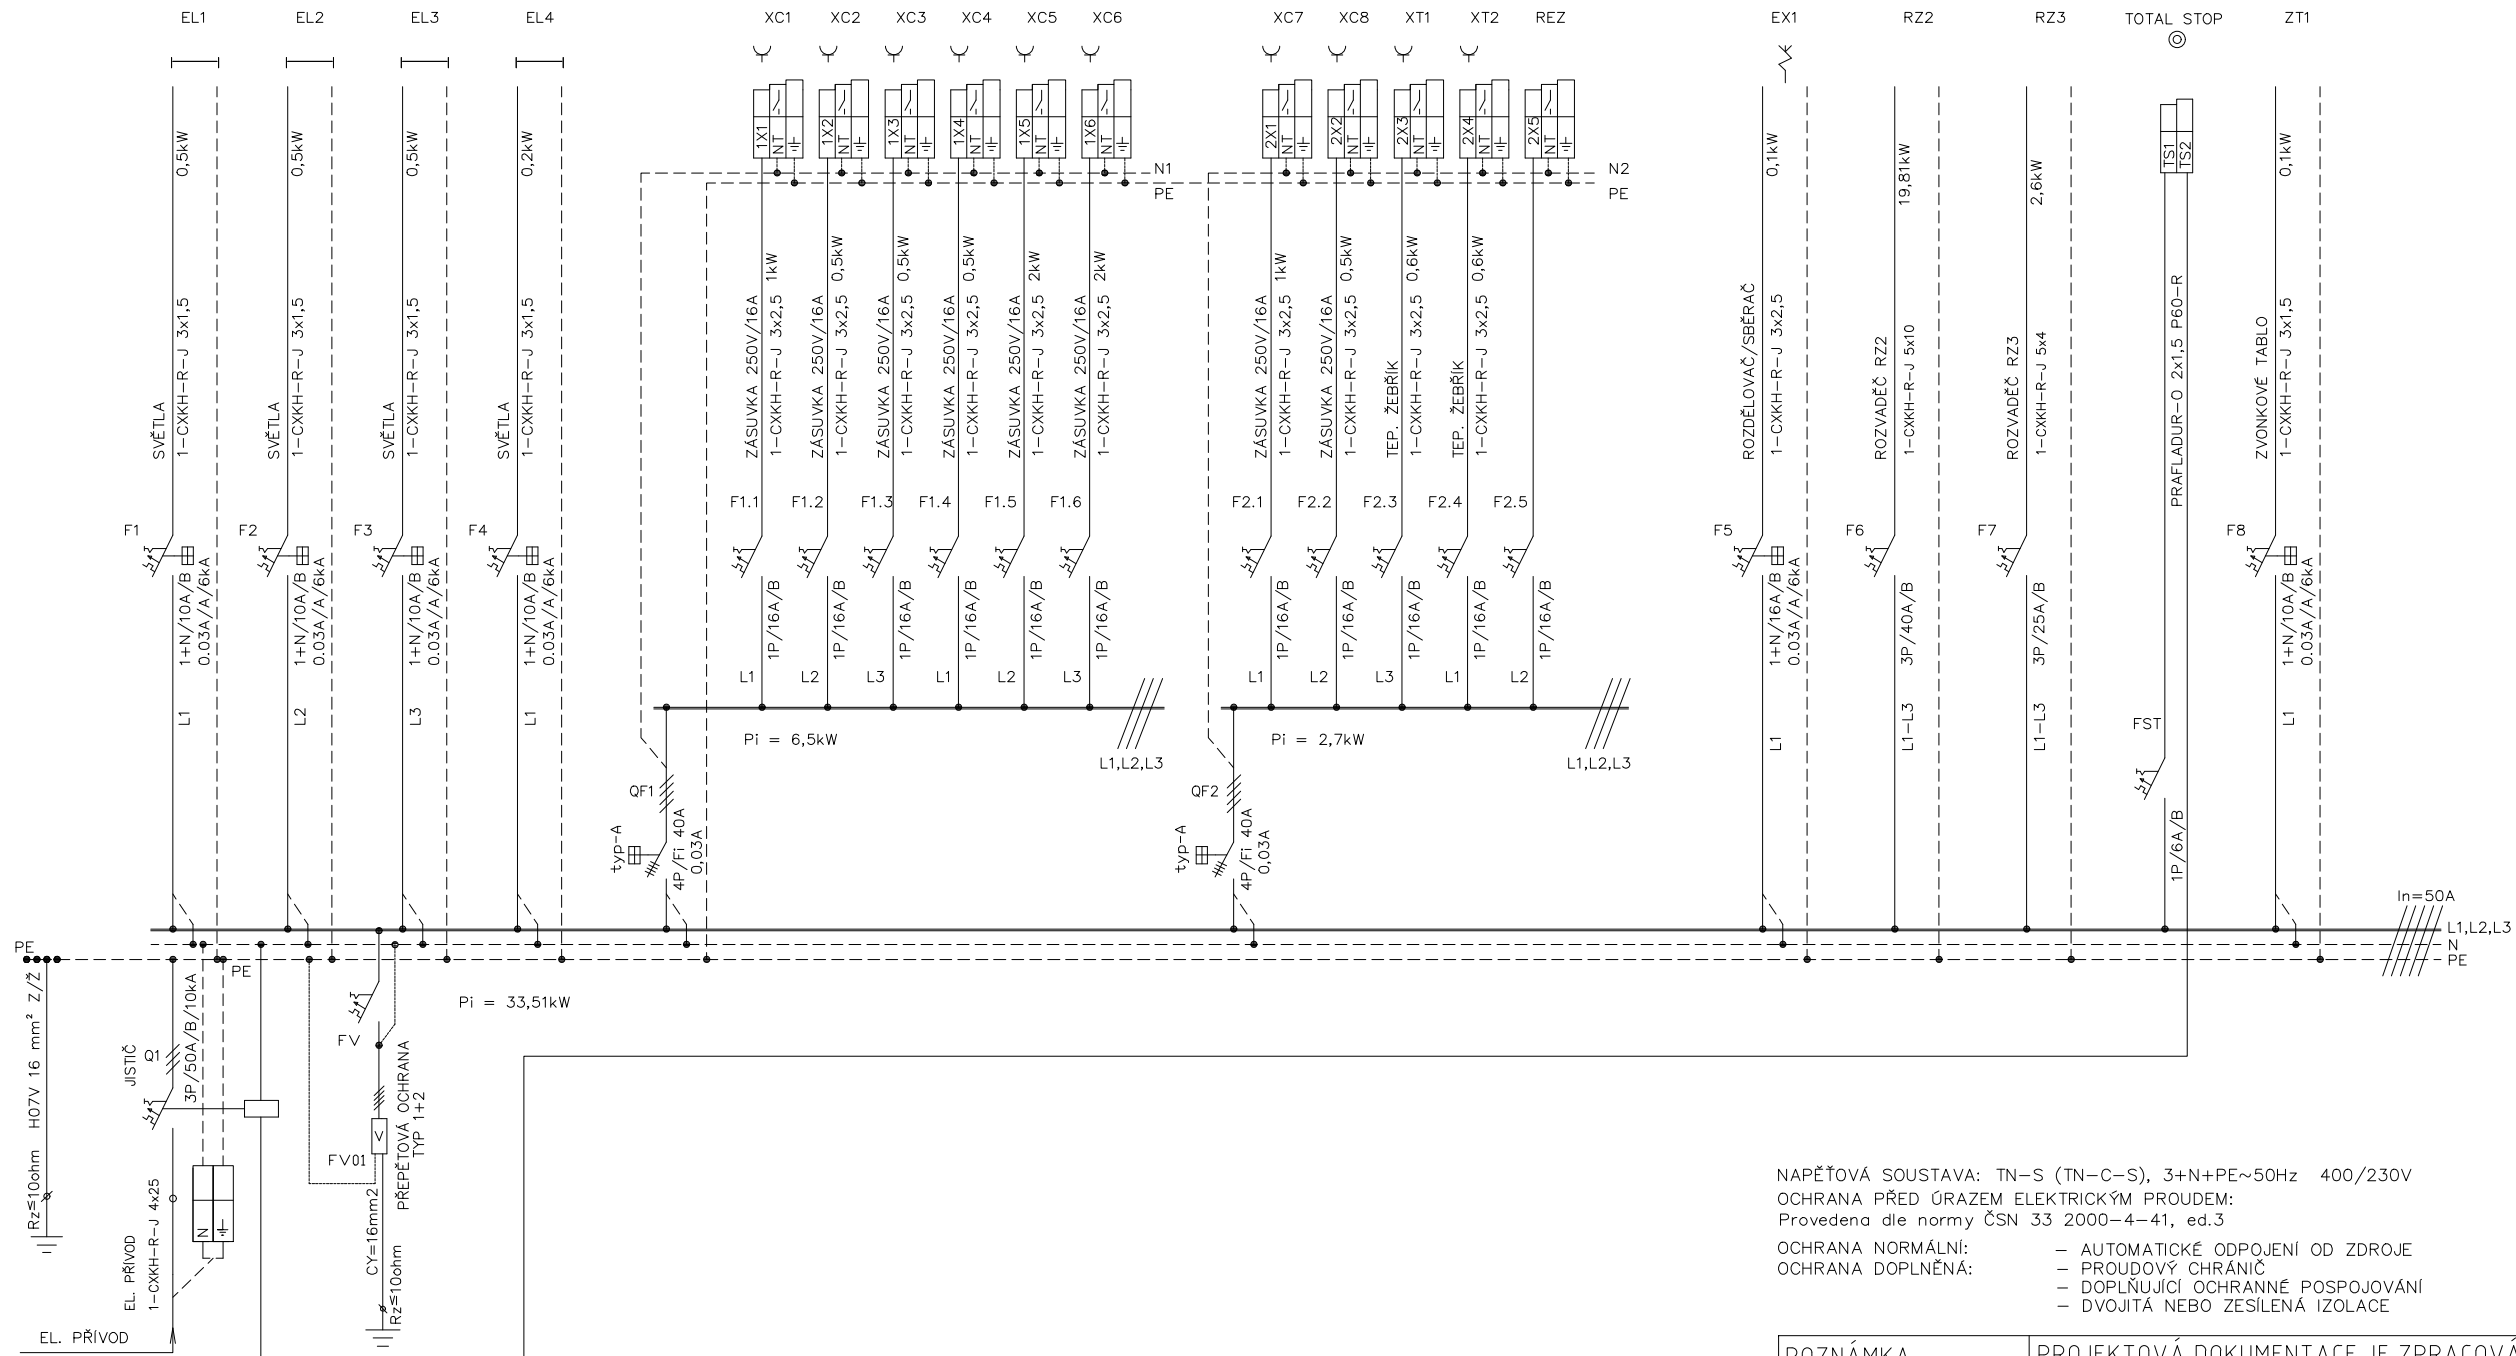 EL1 EL2 EL3 EL4 XC1 XC2 XC3 XC4 XC5 XC6 XC7 XC8 XT1 XT2 REZ EX1 RZ2 RZ3 TOTAL STOP ZT1
1X1 NT 1X2 NT 1X3 NT 1X4 NT 1X5 NT 1X6 NT 2X1 NT 2X2 NT 2X3 NT 2X4 NT 2X5 NT
TS1
TS2
N1
PE
N2
PE
0,5kW 0,5kW 0,5kW 0,2kW 1kW 0,5kW 0,5kW 0,5kW 2kW 2kW 1kW 0,5kW 0,6kW 0,6kW 0,1kW 19,81kW 2,6kW 0,1kW
SVĚTLA
1-CXKH-R-J 3x1,5
SVĚTLA
1-CXKH-R-J 3x1,5
SVĚTLA
1-CXKH-R-J 3x1,5
SVĚTLA
1-CXKH-R-J 3x1,5
ZÁSUVKA 250V/16A
1-CXKH-R-J 3x2,5
ZÁSUVKA 250V/16A
1-CXKH-R-J 3x2,5
ZÁSUVKA 250V/16A
1-CXKH-R-J 3x2,5
ZÁSUVKA 250V/16A
1-CXKH-R-J 3x2,5
ZÁSUVKA 250V/16A
1-CXKH-R-J 3x2,5
ZÁSUVKA 250V/16A
1-CXKH-R-J 3x2,5
ZÁSUVKA 250V/16A
1-CXKH-R-J 3x2,5
ZÁSUVKA 250V/16A
1-CXKH-R-J 3x2,5
TEP. ŽEBŘÍK
1-CXKH-R-J 3x2,5
TEP. ŽEBŘÍK
1-CXKH-R-J 3x2,5
ROZDĚLOVAČ/SBĚRAČ
1-CXKH-R-J 3x2,5
ROZVADĚČ RZ2
1-CXKH-R-J 5x10
ROZVADĚČ RZ3
1-CXKH-R-J 5x4
PRAFLADUR-O 2x1,5 P60-R
ZVONKOVÉ TABLO
1-CXKH-R-J 3x1,5
F1 F2 F3 F4 F1.1 F1.2 F1.3 F1.4 F1.5 F1.6 F2.1 F2.2 F2.3 F2.4 F2.5 F5 F6 F7 F8
1+N/10A/B
0.03A/A/6kA
1+N/10A/B
0.03A/A/6kA
1+N/10A/B
0.03A/A/6kA
1+N/10A/B
0.03A/A/6kA
1P/16A/B 1P/16A/B 1P/16A/B 1P/16A/B 1P/16A/B 1P/16A/B 1P/16A/B 1P/16A/B 1P/16A/B 1P/16A/B 1P/16A/B
1+N/16A/B
0.03A/A/6kA
3P/40A/B
3P/25A/B
1+N/10A/B
0.03A/A/6kA
L1 L2 L3 L1 L1 L2 L3 L1 L2 L3 L1 L2 L3 L1 L2 L1 L1-L3 L1-L3 L1
FST
1P/6A/B
Pi = 6,5kW
L1,L2,L3
Pi = 2,7kW
L1,L2,L3
QF1
typ-A
4P/Fi 40A
0,03A
QF2
typ-A
4P/Fi 40A
0,03A
In=50A
L1,L2,L3
N
PE
PE
PE
Pi = 33,51kW
Rz≤10ohm H07V 16 mm² Z/Ž
JISTIČ
Q1
3P/50A/B/10kA
FV
FV01
V
PŘEPĚTOVÁ OCHRANA
TYP 1+2
CY=16mm2
Rz≤10ohm
N
EL. PŘÍVOD
1-CXKH-R-J 4x25
EL. PŘÍVOD
NAPĚŤOVÁ SOUSTAVA: TN-S (TN-C-S), 3+N+PE~50Hz 400/230V
OCHRANA PŘED ÚRAZEM ELEKTRICKÝM PROUDEM:
Provedena dle normy ČSN 33 2000-4-41, ed.3
OCHRANA NORMÁLNÍ: - AUTOMATICKÉ ODPOJENÍ OD ZDROJE
OCHRANA DOPLNĚNÁ: - PROUDOVÝ CHRÁNIČ
- DOPLŇUJÍCÍ OCHRANNÉ POSPOJOVÁNÍ
- DVOJITÁ NEBO ZESÍLENÁ IZOLACE
POZNÁMKA PROJEKTOVÁ DOKUMENTACE JE ZPRACOVÁ